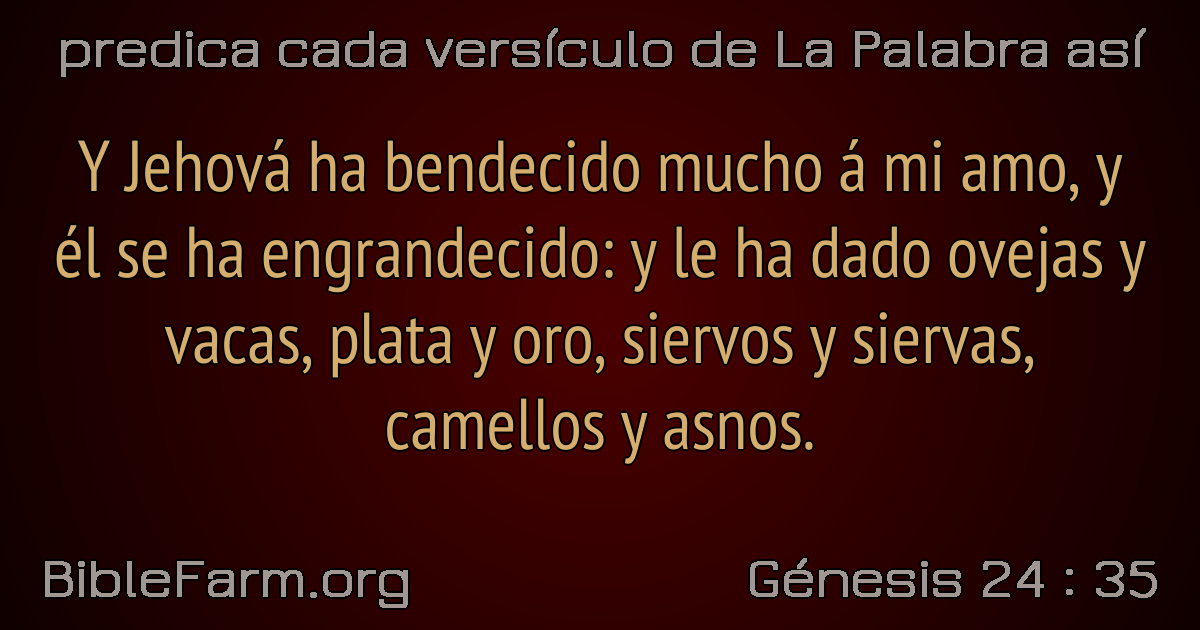 predica cada versículo de La Palabra así
Y Jehová ha bendecido mucho á mi amo, y
él se ha engrandecido: y le ha dado ovejas y
vacas, plata y oro, siervos y siervas,
camellos y asnos.
BibleFarm.org
Génesis 24 : 35